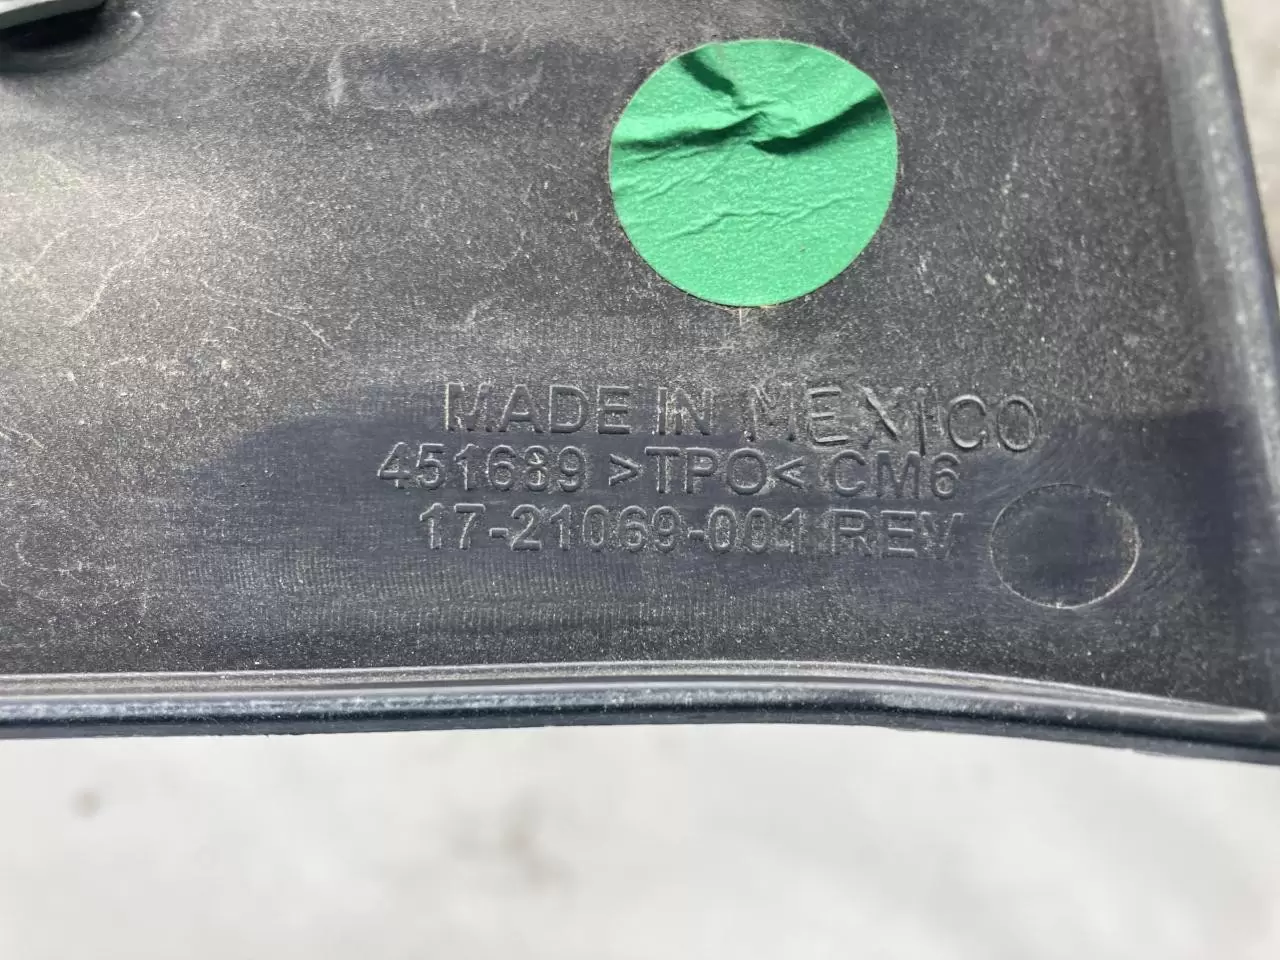 MADE IN MEXICO
451689 >TPO< CM6
17-21069-001 REV